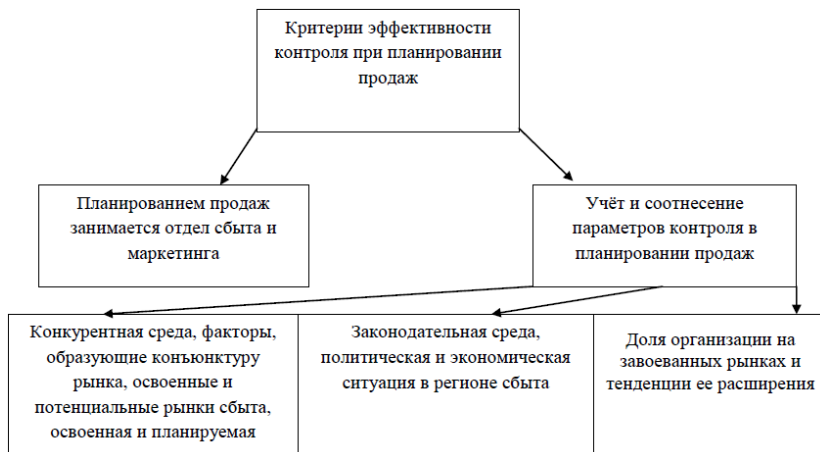 Критерии эффективности
контроля при планировании
продаж
Планированием продаж
занимается отдел сбыта и
маркетинга
Учёт и соотнесение
параметров контроля в
планировании продаж
Конкурентная среда, факторы,
образующие конъюнктуру
рынка, освоенные и
потенциальные рынки сбыта,
освоенная и планируемая
Законодательная среда,
политическая и экономическая
ситуация в регионе сбыта
Доля организации на
завоеванных рынках и
тенденции ее расширения